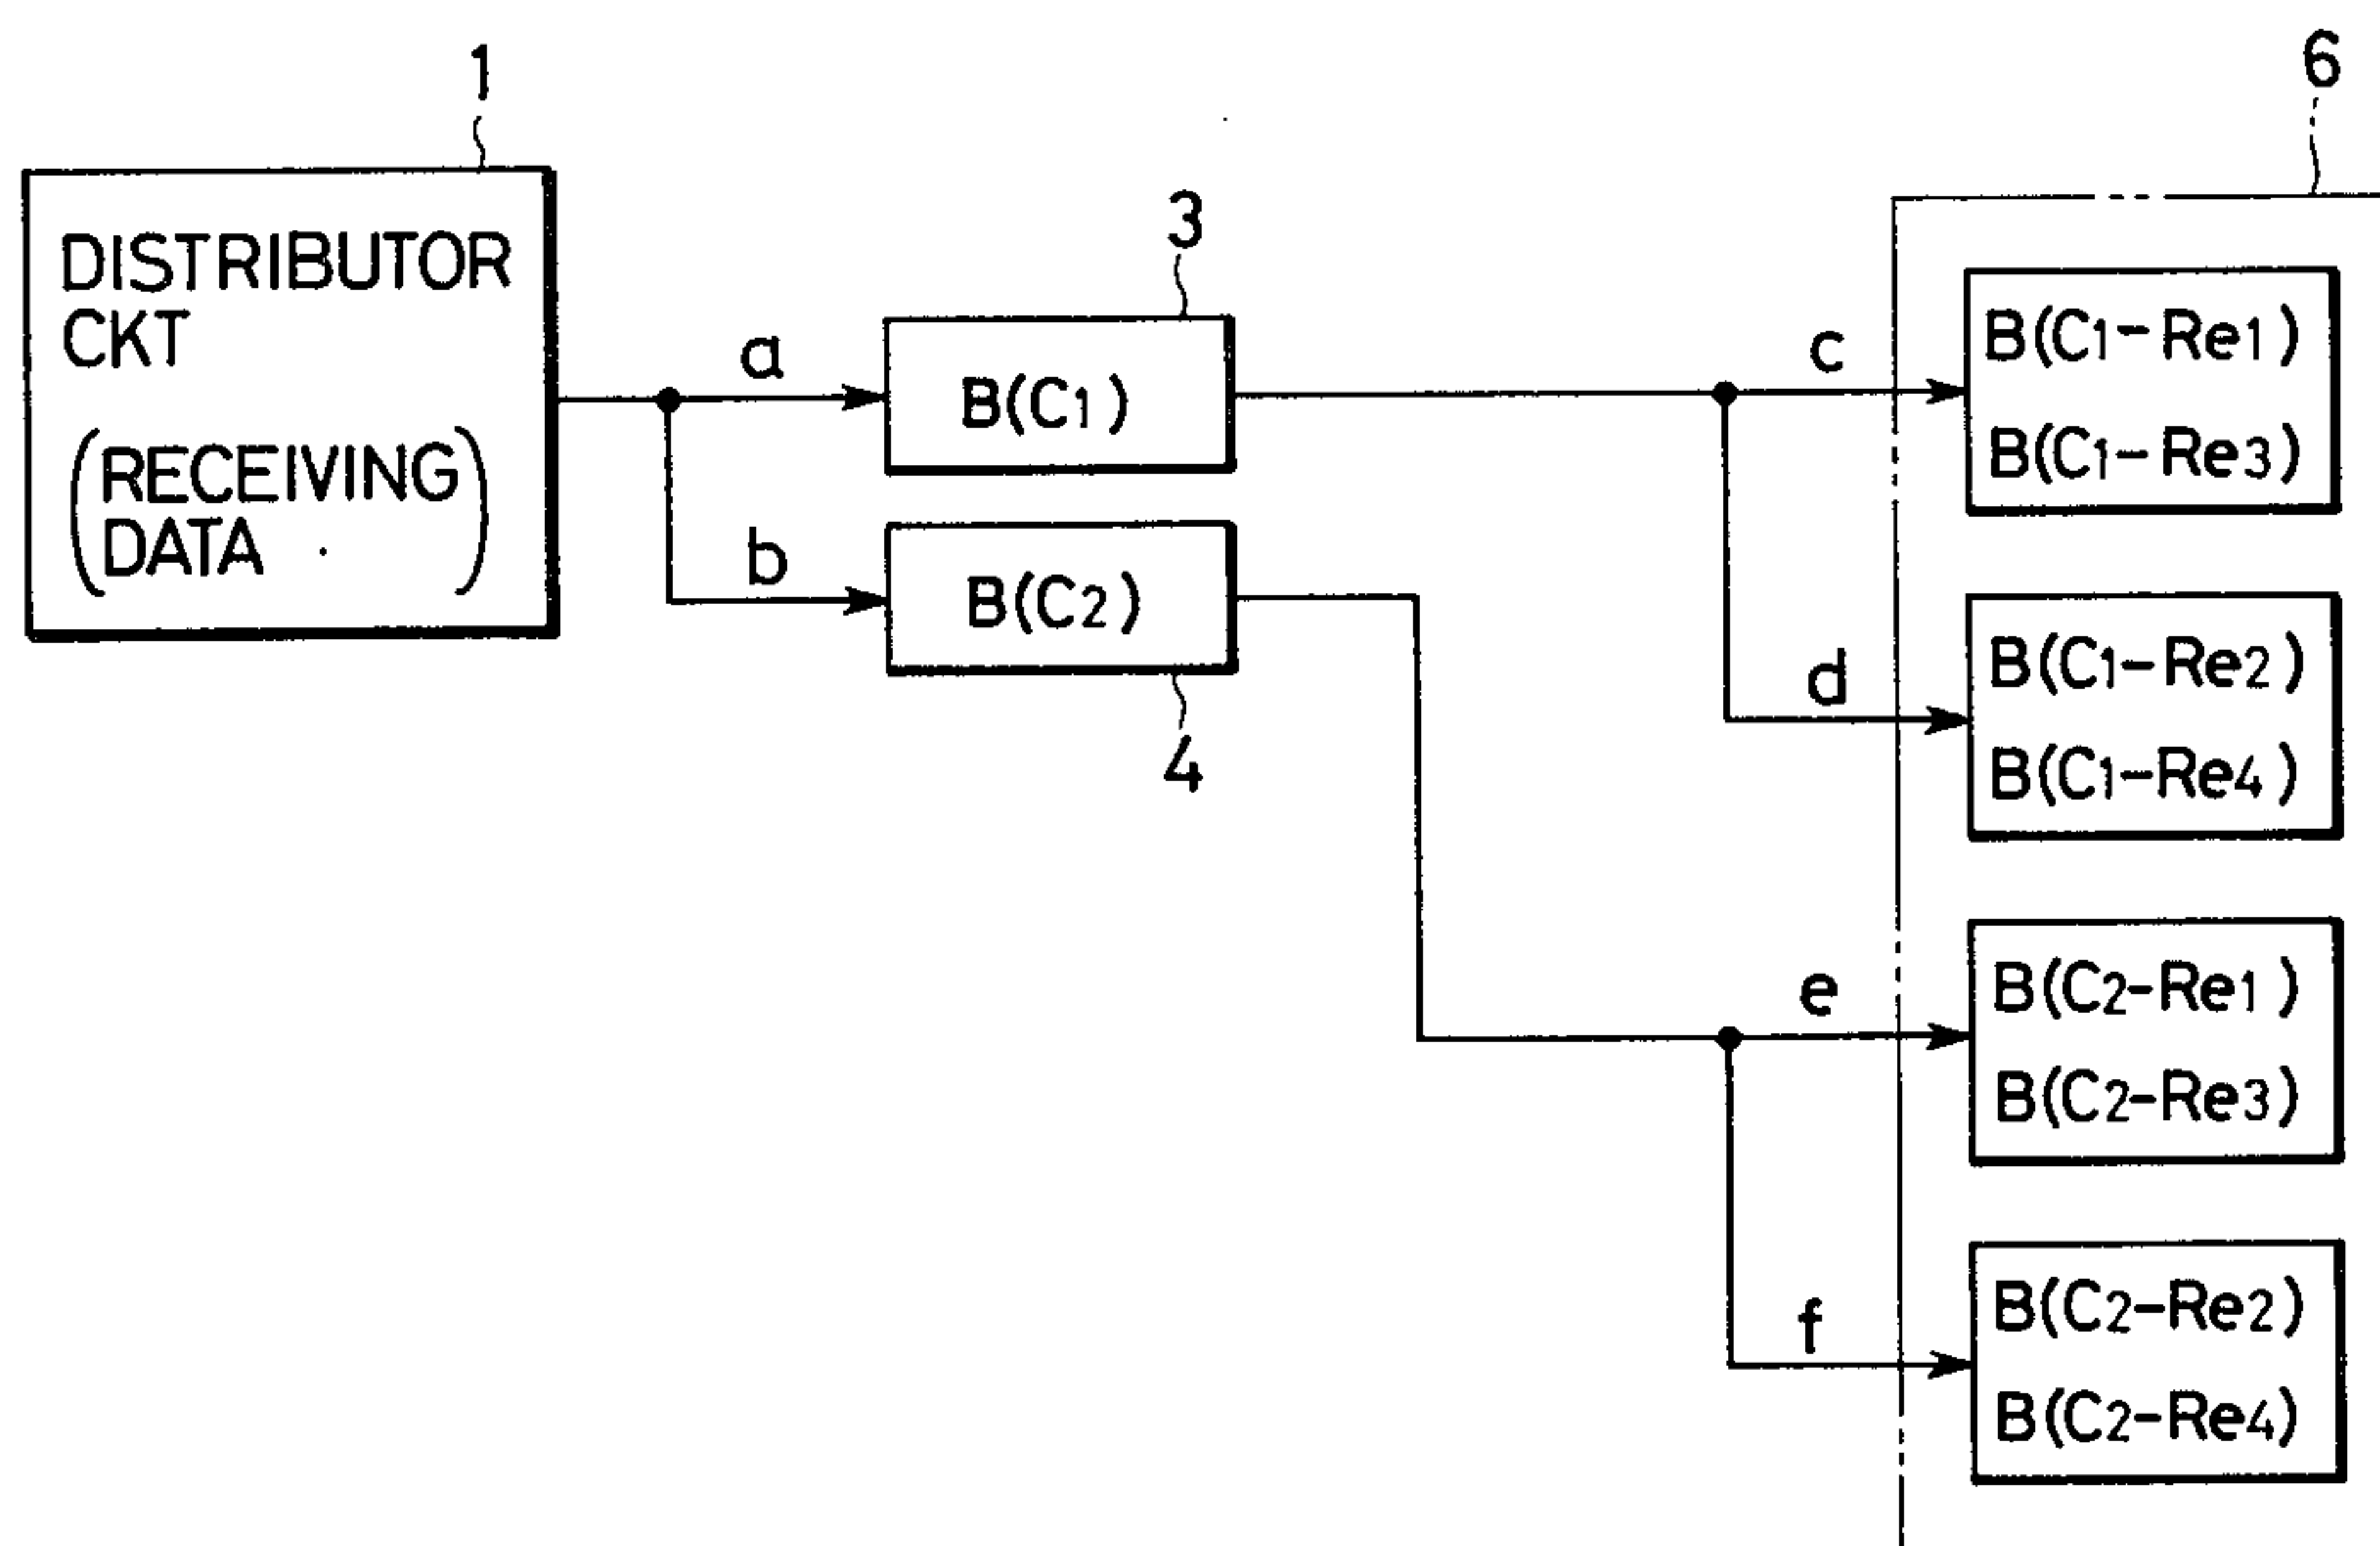 1
DISTRIBUTOR
CKT
(RECEIVING
DATA)
a
b
3
B(C1)
B(C2)
4
6
c
B(C1-Re1)
B(C1-Re3)
d
B(C1-Re2)
B(C1-Re4)
e
B(C2-Re1)
B(C2-Re3)
f
B(C2-Re2)
B(C2-Re4)